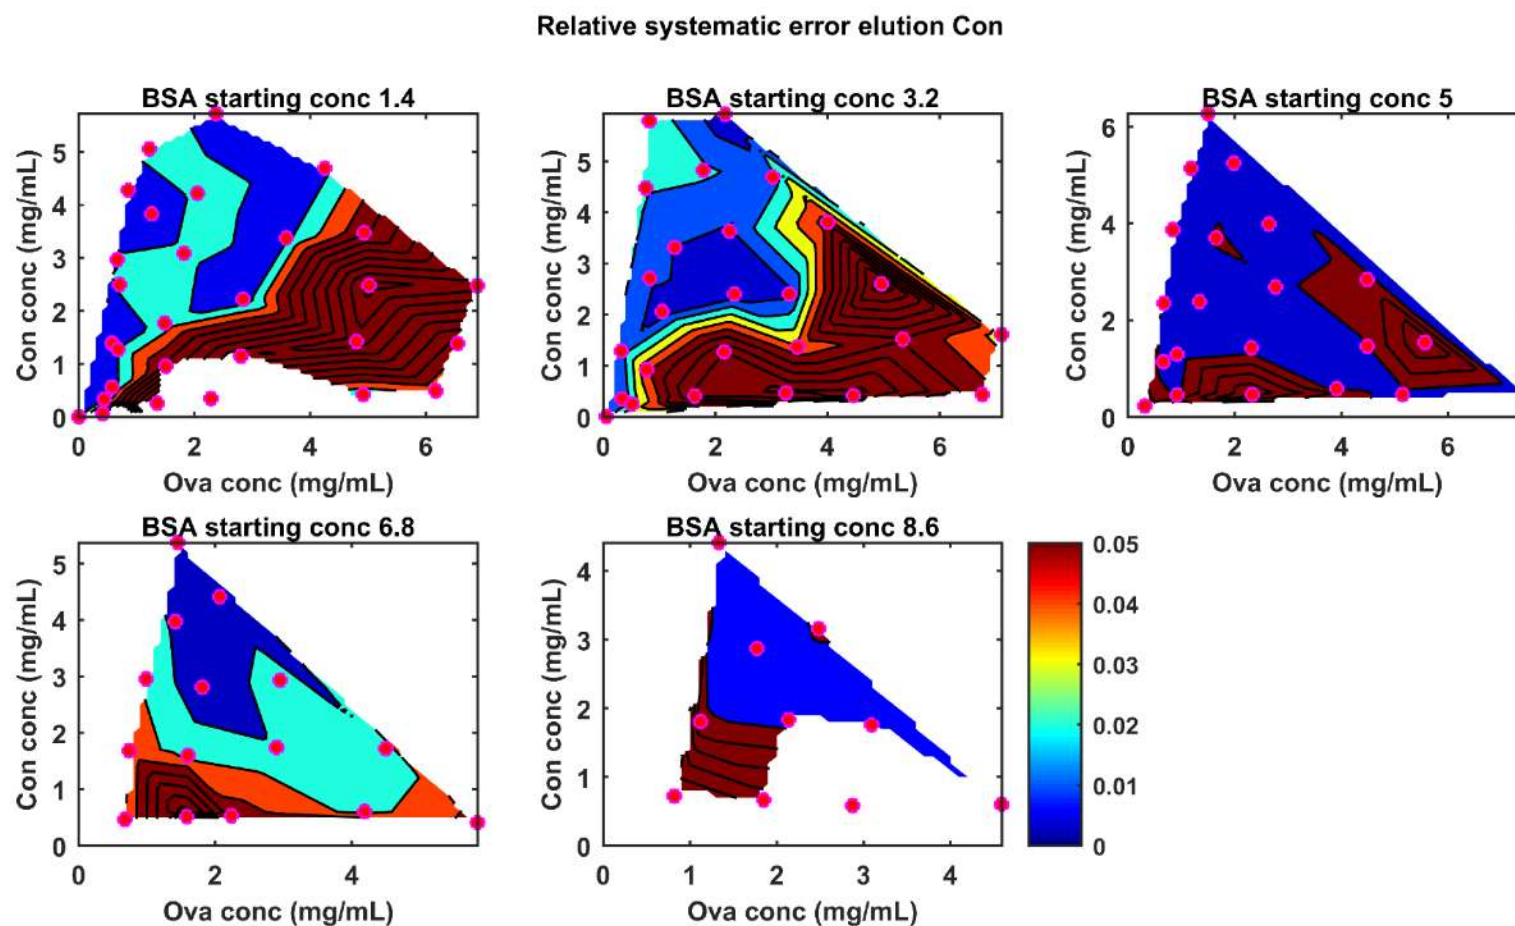 Relative systematic error elution Con
BSA starting conc 1.4
BSA starting conc 3.2
BSA starting conc 5
Con conc (mg/mL)
5
4
3
2
1
0
0 2 4 6
Ova conc (mg/mL)
Con conc (mg/mL)
5
4
3
2
1
0
0 2 4 6
Ova conc (mg/mL)
Con conc (mg/mL)
6
4
2
0
0 2 4 6
Ova conc (mg/mL)
BSA starting conc 6.8
BSA starting conc 8.6
Con conc (mg/mL)
5
4
3
2
1
0
0 2 4
Ova conc (mg/mL)
Con conc (mg/mL)
4
3
2
1
0
0 1 2 3 4
Ova conc (mg/mL)
0.05
0.04
0.03
0.02
0.01
0